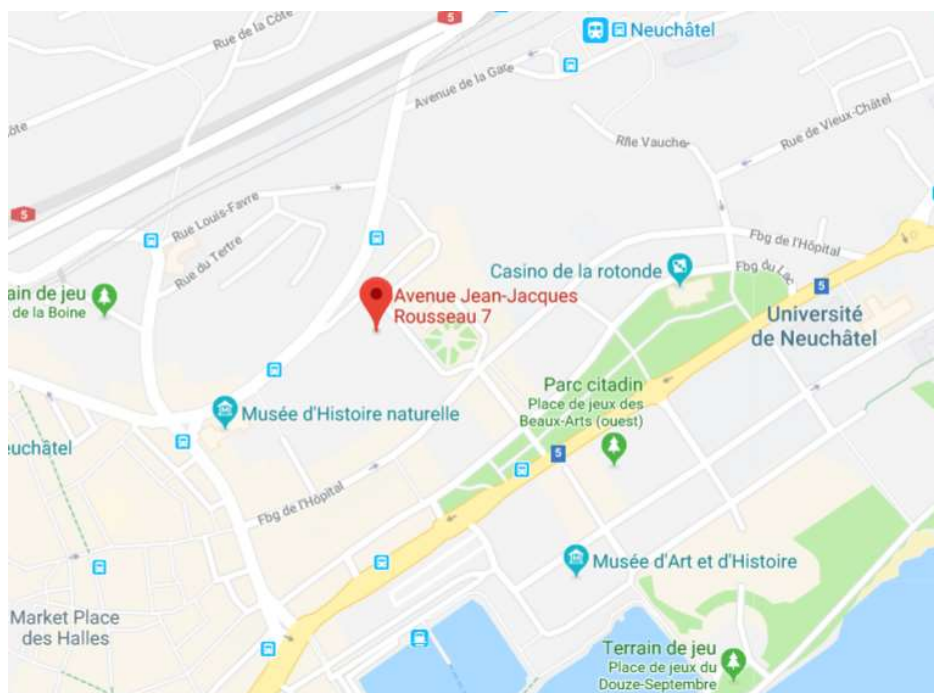 5
Neuchâtel
Rue de la Côte
Avenue de la Gare
Rue de Vieux-Châtel
Rlle Vaucher
ôte
5
Rue Louis-Favre
Rue du Tertre
Fbg de l'Hôpital
Casino de la rotonde
Fbg du Lac
5
ain de jeu
de la Boine
Avenue Jean-Jacques
Rousseau 7
Université
de Neuchâtel
Parc citadin
Place de jeux des
Beaux-Arts (ouest)
Musée d'Histoire naturelle
euchâtel
5
Fbg de l'Hôpital
Musée d'Art et d'Histoire
Market Place
des Halles
Terrain de jeu
Place de jeux du
Douze-Septembre